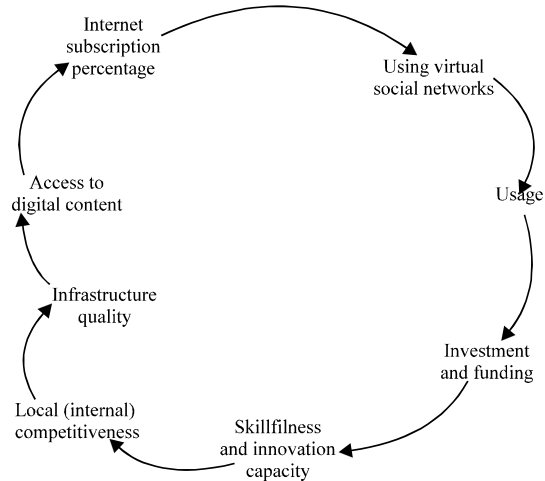 Internet
subscription
percentage
Using virtual
social networks
Usage
Investment
and funding
Skillfilness
and innovation
capacity
Local (internal)
competitiveness
Infrastructure
quality
Access to
digital content